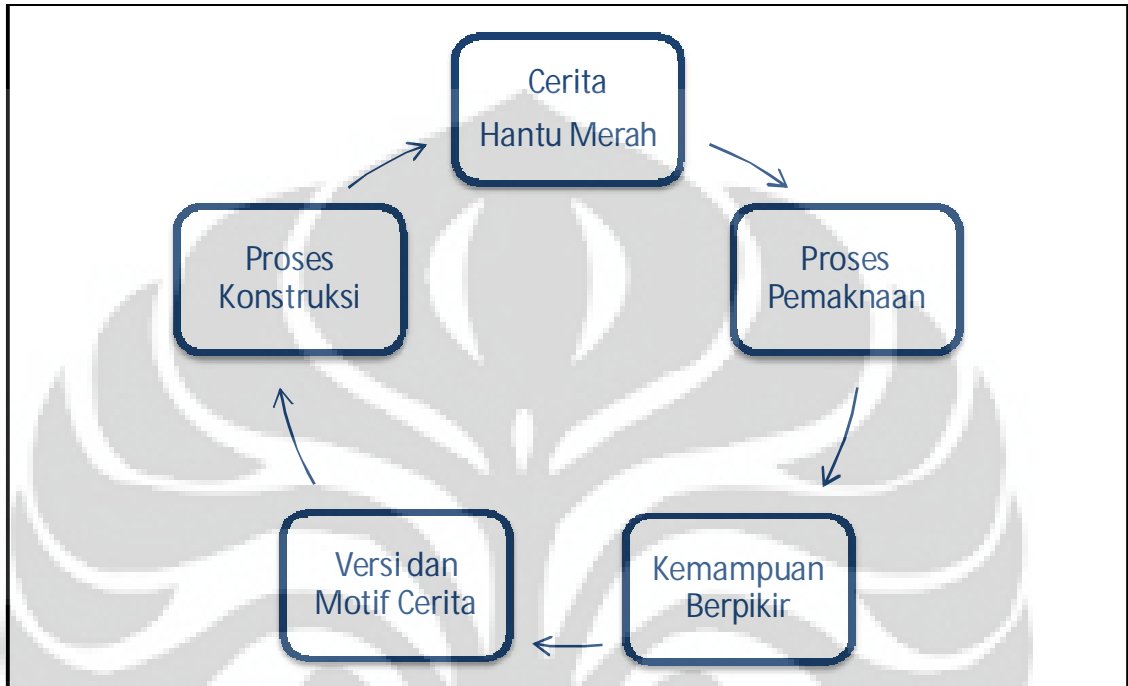 Cerita
Hantu Merah
Proses
Pemaknaan
Kemampuan
Berpikir
Versi dan
Motif Cerita
Proses
Konstruksi